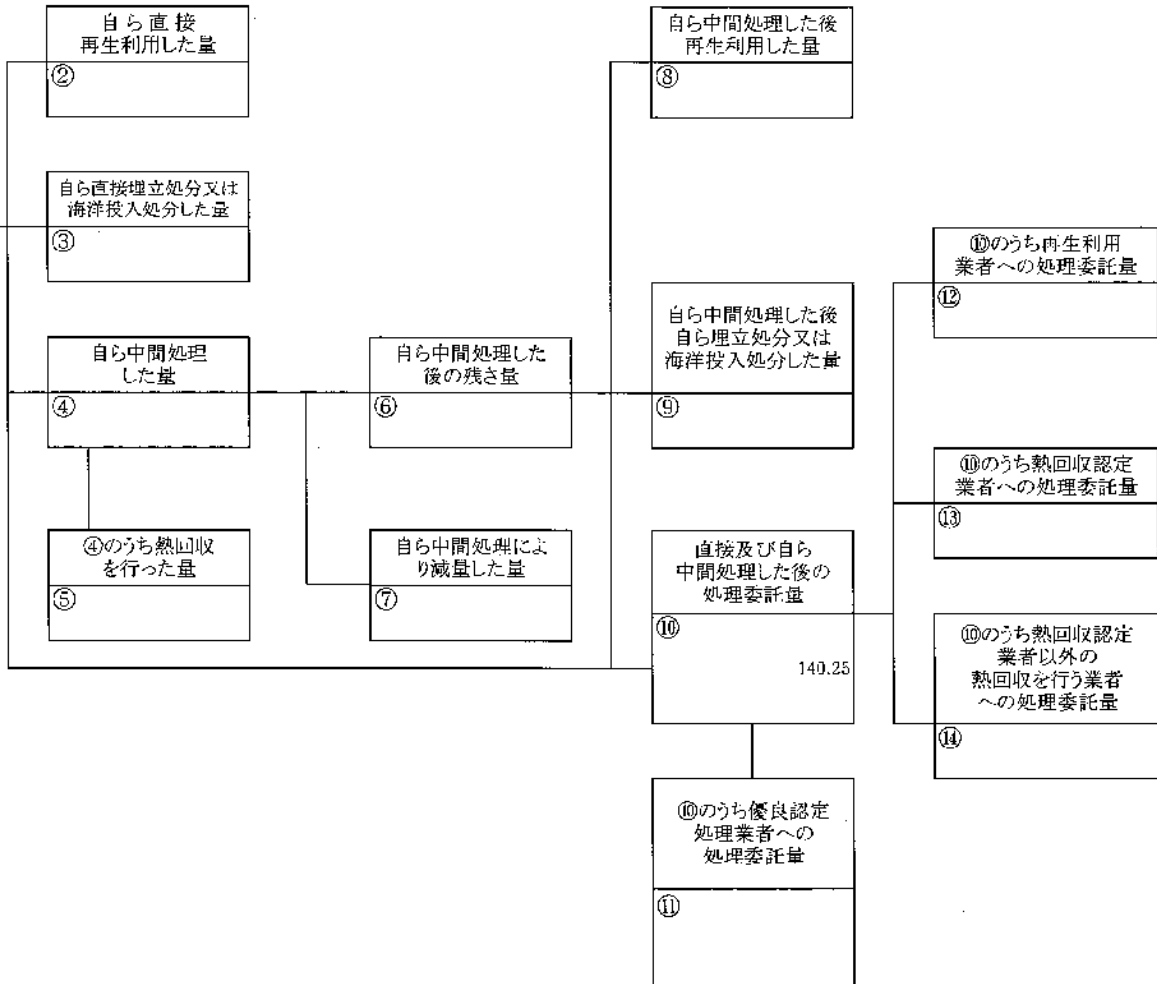 自ら直接
再生利用した量
②
自ら中間処理した後
再生利用した量
⑧
自ら直接埋立処分又は
海洋投入処分した量
③
⑩のうち再生利用
業者への処理委託量
⑫
自ら中間処理した後
自ら埋立処分又は
海洋投入処分した量
⑨
自ら中間処理
した量
④
自ら中間処理した
後の残さ量
⑥
⑩のうち熱回収認定
業者への処理委託量
⑬
④のうち熱回収
を行った量
⑤
自ら中間処理によ
り減量した量
⑦
直接及び自ら
中間処理した後の
処理委託量
⑩
140.25
⑩のうち熱回収認定
業者以外の
熱回収を行う業者
への処理委託量
⑭
⑩のうち優良認定
処理業者への
処理委託量
⑪